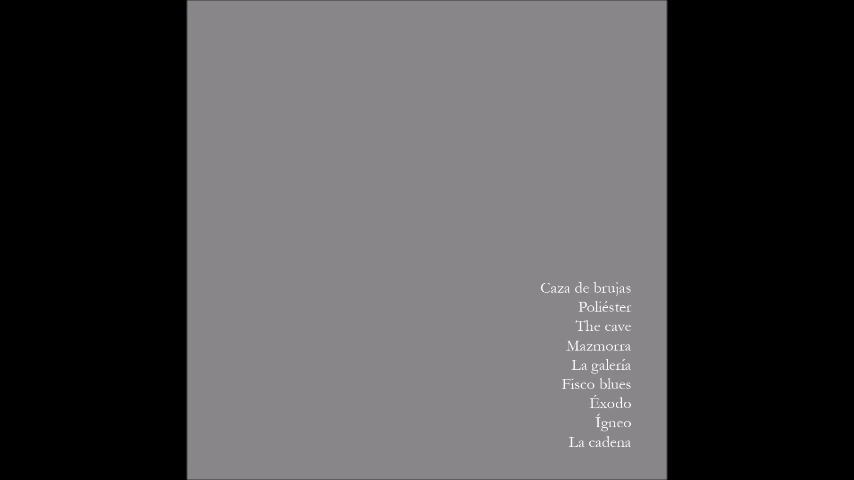 Caza de brujas
Poliéster
The cave
Mazmorra
La galería
Fisco blues
Éxodo
Ígneo
La cadena